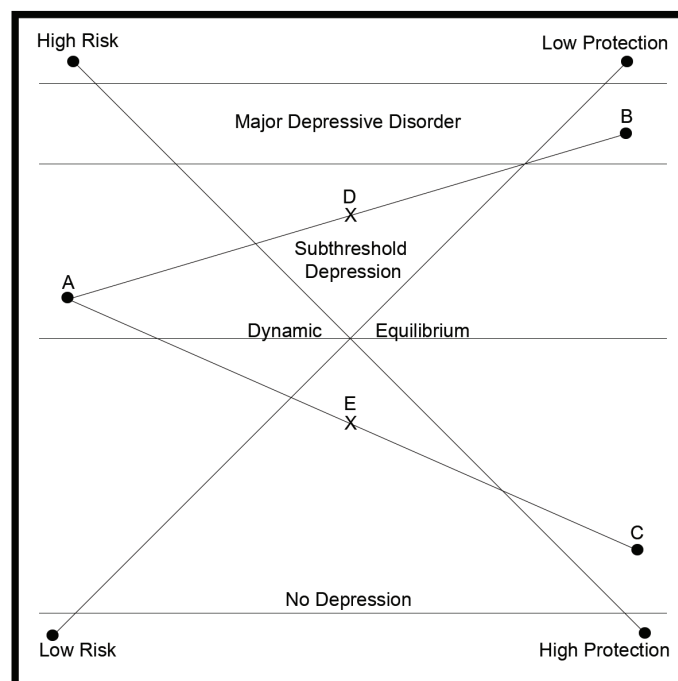 High Risk
Low Protection
B
Major Depressive Disorder
D
X
Subthreshold
Depression
A
Dynamic Equilibrium
E
X
C
No Depression
Low Risk
High Protection